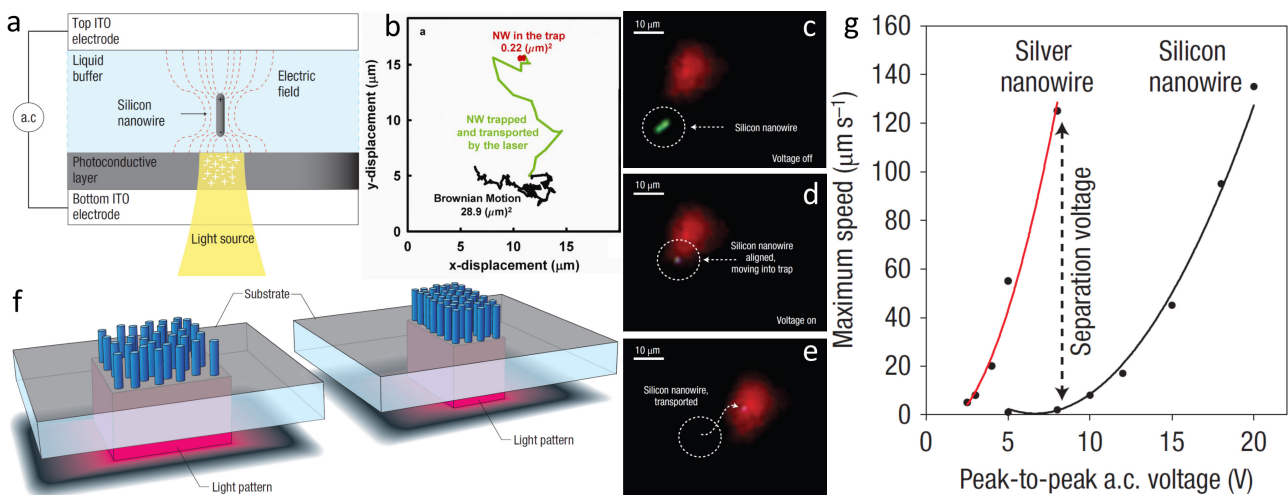 a
Top ITO
electrode
Liquid
buffer
Electric
field
Silicon
nanowire
a.c
Photoconductive
layer
Bottom ITO
electrode
Light source
b
a
NW in the trap
0.22 (μm)²
NW trapped
and transported
by the laser
Brownian Motion
28.9 (μm)²
y-displacement (μm)
20
15
10
5
0
0
5
10
15
x-displacement (μm)
c
10 μm
Silicon nanowire
Voltage off
d
10 μm
Silicon nanowire
aligned,
moving into trap
Voltage on
e
10 μm
Silicon nanowire,
transported
f
Substrate
Light pattern
Light pattern
g
Silver
nanowire
Silicon
nanowire
Separation voltage
Maximum speed (μm s⁻¹)
160
140
120
100
80
60
40
20
0
0
5
10
15
20
Peak-to-peak a.c. voltage (V)